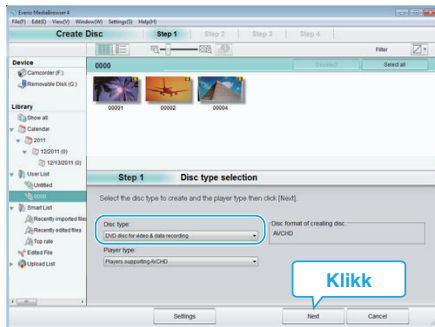 Everio MediaBrowser 4
File(F) Edit(E) View(V) Window(W) Settings(S) Help(H)
Create Disc Step 1 Step 2 Step 3 Step 4
Filter
Device
Camcorder (F:)
Removable Disk (G:)
0000
Deselect Select all
00001 00002 00004
Library
Show all
Calendar
2011
12/2011 (0)
12/13/2011 (0)
User List
Untitled
0000
Smart List
Recently imported files
Recently edited files
Top rate
Edited File
Upload List
Step 1 Disc type selection
Select the disc type to create and the player type then click [Next].
Disc type:
DVD disc for video & data recording
Player type:
Players supporting AVCHD
Disc format of creating disc.
AVCHD
Klikk
Settings Next Cancel